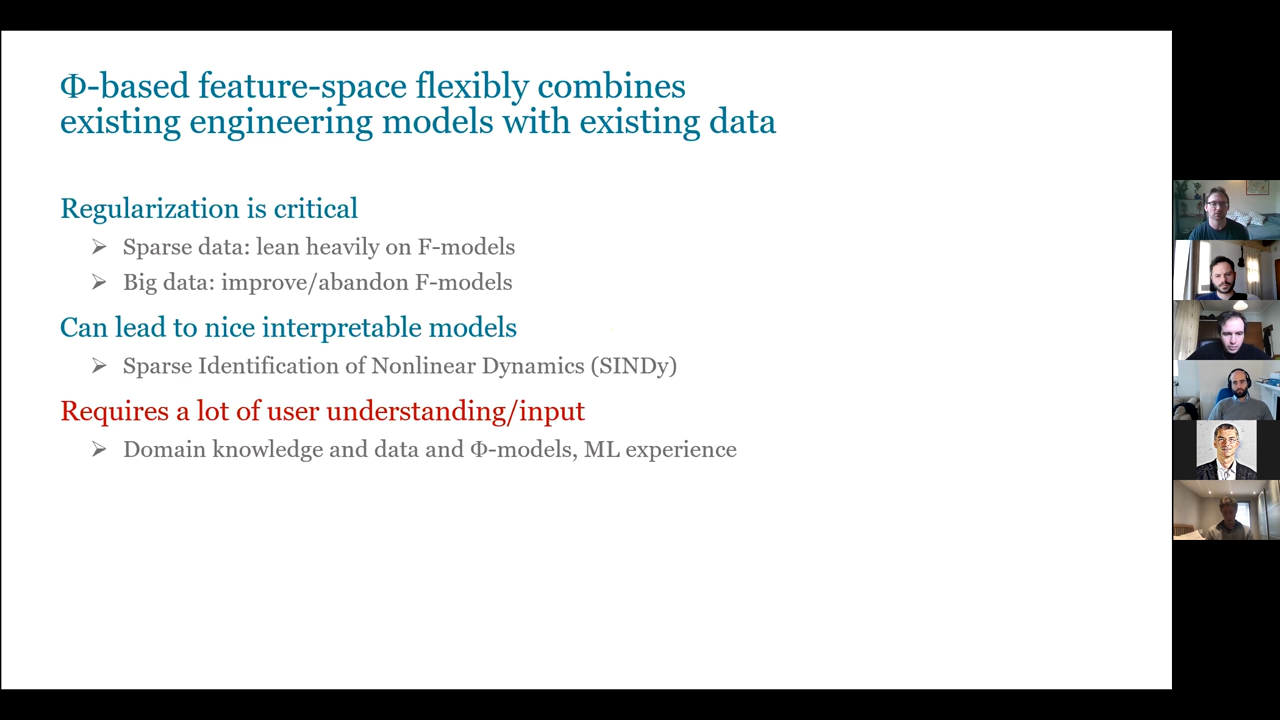 Φ-based feature-space flexibly combines
existing engineering models with existing data
Regularization is critical
➢ Sparse data: lean heavily on F-models
➢ Big data: improve/abandon F-models
Can lead to nice interpretable models
➢ Sparse Identification of Nonlinear Dynamics (SINDy)
Requires a lot of user understanding/input
➢ Domain knowledge and data and Φ-models, ML experience